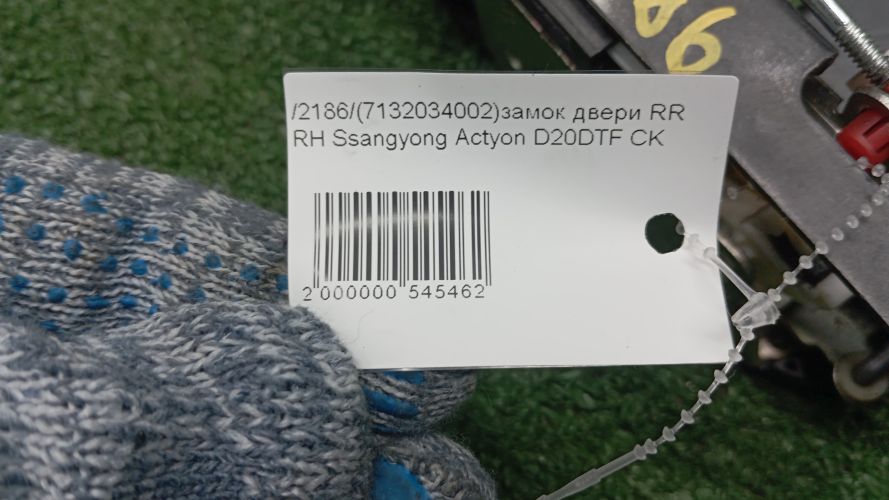 /2186/(7132034002)замок двери RR
RH Ssangyong Actyon D20DTF CK
2 000000 545462